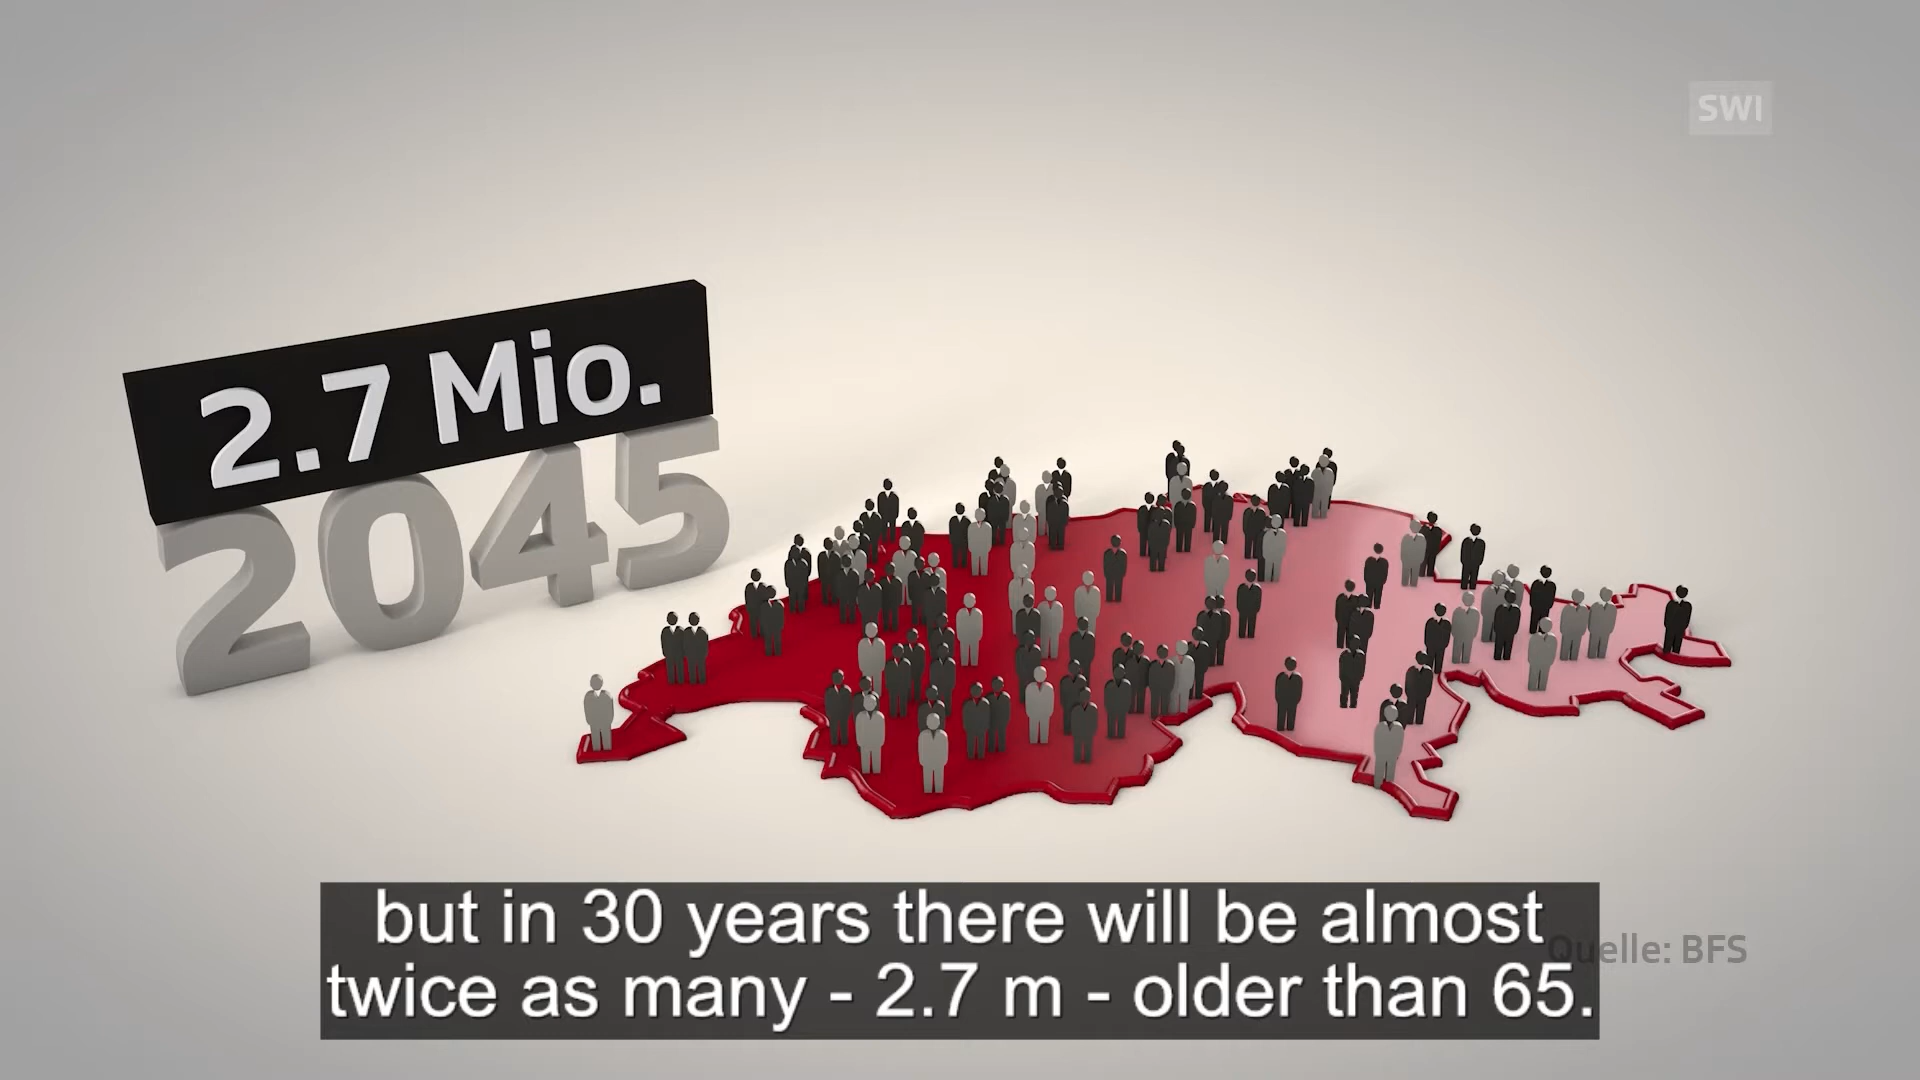 SWI
2.7 Mio.
2045
but in 30 years there will be almost
twice as many - 2.7 m - older than 65.
Quelle: BFS